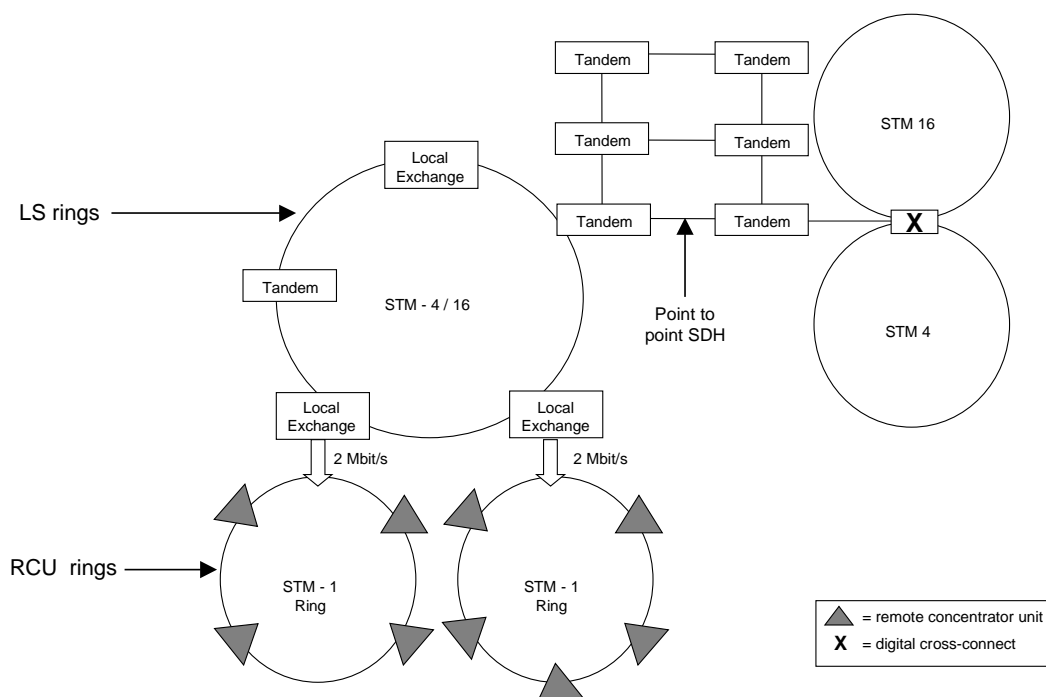 Tandem
Tandem
STM 16
Tandem
Tandem
Local
Exchange
LS rings
Tandem
Tandem
X
Tandem
STM - 4 / 16
Point to
point SDH
STM 4
Local
Exchange
Local
Exchange
2 Mbit/s
2 Mbit/s
RCU rings
STM - 1
Ring
STM - 1
Ring
= remote concentrator unit
X = digital cross-connect